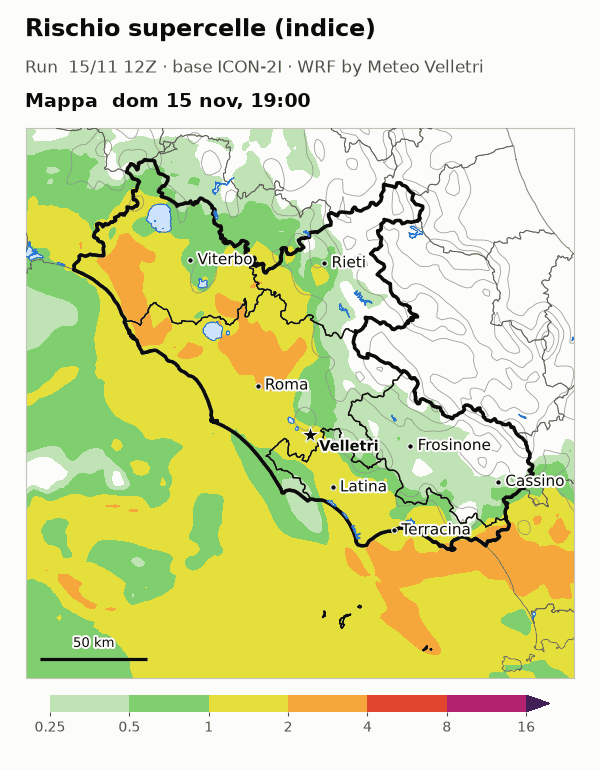 Rischio supercelle (indice)
Run  15/11 12Z · base ICON-2I · WRF by Meteo Velletri
Mappa  dom 15 nov, 19:00
Viterbo
Rieti
Roma
Velletri
Frosinone
Cassino
Latina
Terracina
50 km
0.25 0.5 1 2 4 8 16